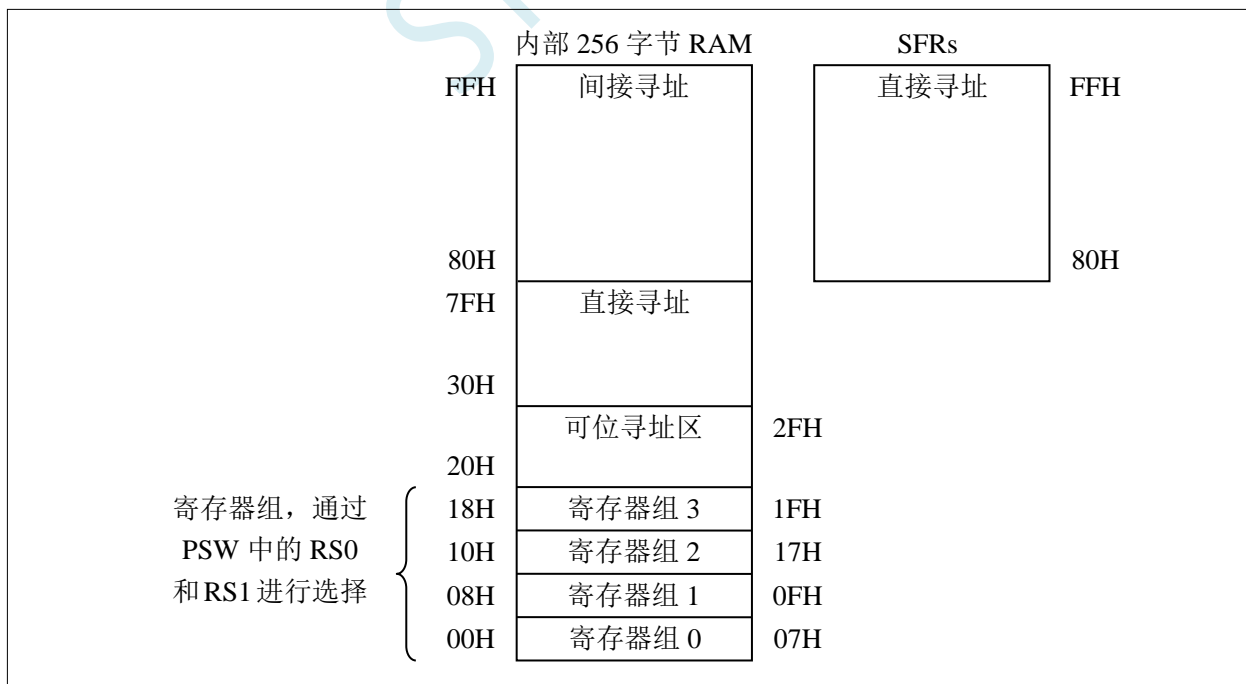 内部 256 字节 RAM SFRs
FFH 间接寻址 直接寻址 FFH
80H 80H
7FH 直接寻址
30H
可位寻址区 2FH
20H
寄存器组，通过 18H 寄存器组 3 1FH
PSW 中的 RS0 10H 寄存器组 2 17H
和 RS1 进行选择 08H 寄存器组 1 0FH
00H 寄存器组 0 07H